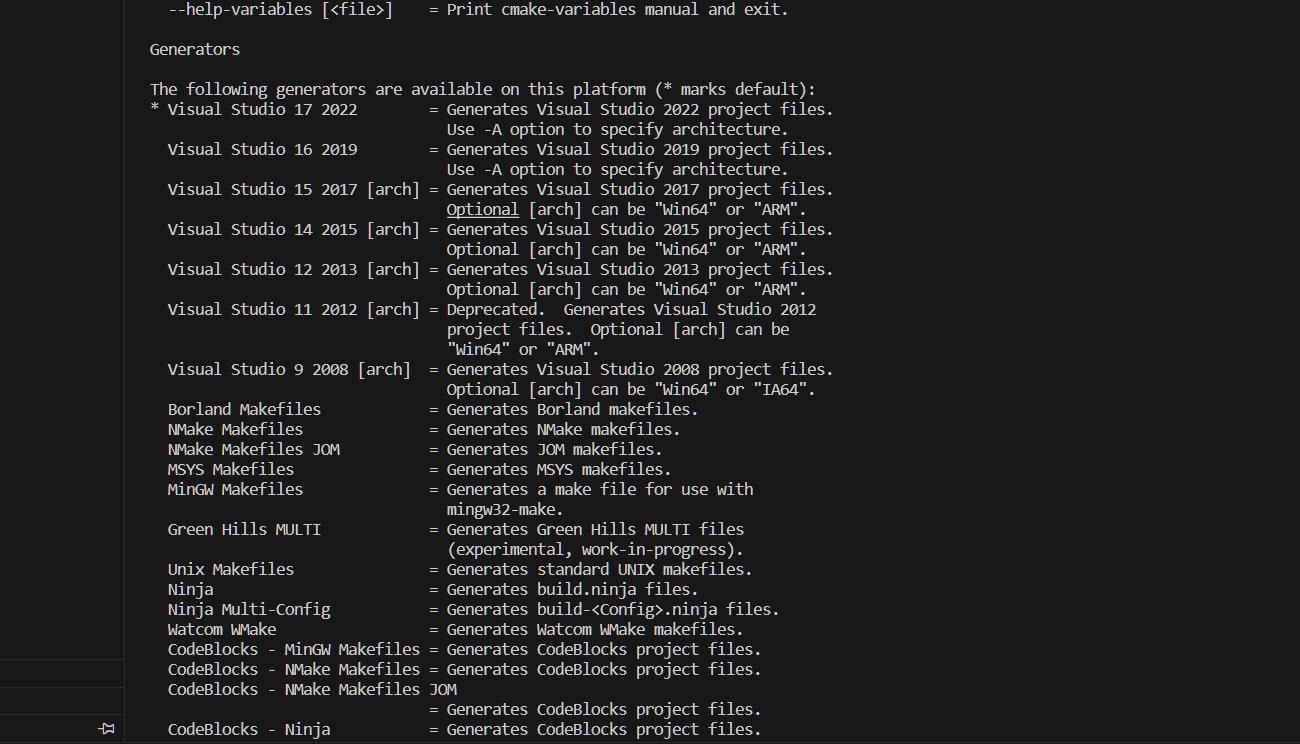 --help-variables [<file>]    = Print cmake-variables manual and exit.
Generators
The following generators are available on this platform (* marks default):
* Visual Studio 17 2022        = Generates Visual Studio 2022 project files.
                                 Use -A option to specify architecture.
  Visual Studio 16 2019        = Generates Visual Studio 2019 project files.
                                 Use -A option to specify architecture.
  Visual Studio 15 2017 [arch] = Generates Visual Studio 2017 project files.
                                 Optional [arch] can be "Win64" or "ARM".
  Visual Studio 14 2015 [arch] = Generates Visual Studio 2015 project files.
                                 Optional [arch] can be "Win64" or "ARM".
  Visual Studio 12 2013 [arch] = Generates Visual Studio 2013 project files.
                                 Optional [arch] can be "Win64" or "ARM".
  Visual Studio 11 2012 [arch] = Deprecated.  Generates Visual Studio 2012
                                 project files.  Optional [arch] can be
                                 "Win64" or "ARM".
  Visual Studio 9 2008 [arch]  = Generates Visual Studio 2008 project files.
                                 Optional [arch] can be "Win64" or "IA64".
  Borland Makefiles            = Generates Borland makefiles.
  NMake Makefiles              = Generates NMake makefiles.
  NMake Makefiles JOM          = Generates JOM makefiles.
  MSYS Makefiles               = Generates MSYS makefiles.
  MinGW Makefiles              = Generates a make file for use with
                                 mingw32-make.
  Green Hills MULTI            = Generates Green Hills MULTI files
                                 (experimental, work-in-progress).
  Unix Makefiles               = Generates standard UNIX makefiles.
  Ninja                        = Generates build.ninja files.
  Ninja Multi-Config           = Generates build-<Config>.ninja files.
  Watcom WMake                 = Generates Watcom WMake makefiles.
  CodeBlocks - MinGW Makefiles = Generates CodeBlocks project files.
  CodeBlocks - NMake Makefiles = Generates CodeBlocks project files.
  CodeBlocks - NMake Makefiles JOM
                               = Generates CodeBlocks project files.
  CodeBlocks - Ninja           = Generates CodeBlocks project files.